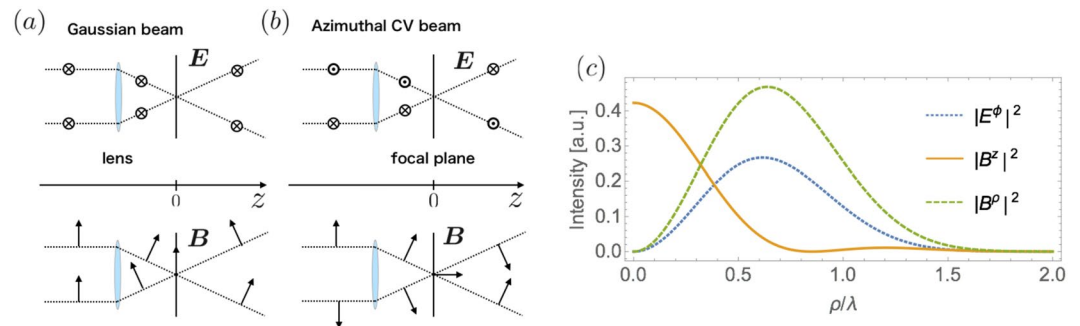 (a)
Gaussian beam
E
lens
0
z
B
(b)
Azimuthal CV beam
E
focal plane
0
z
B
(c)
Intensity [a.u.]
0.4
0.3
0.2
0.1
0.0
0.0 0.5 1.0 1.5 2.0
ρ/λ
|E^ϕ|²
|B^z|²
|B^ρ|²